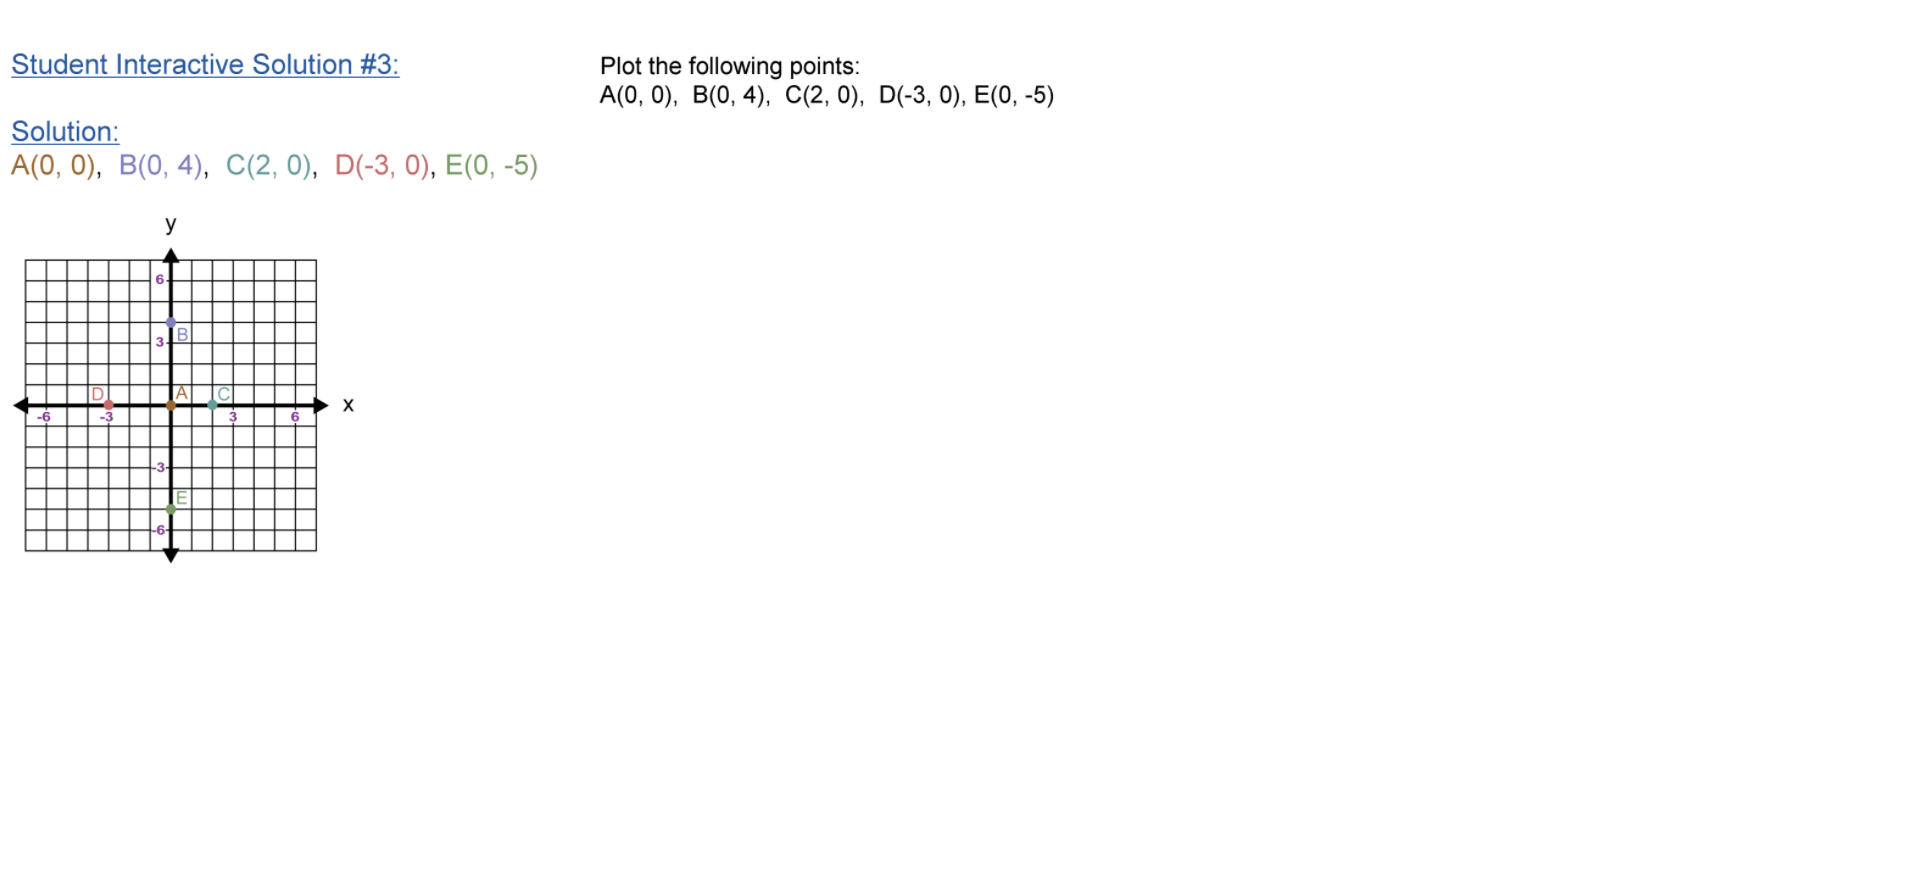 Student Interactive Solution #3:
Plot the following points:
A(0, 0),  B(0, 4),  C(2, 0),  D(-3, 0), E(0, -5)
Solution:
A(0, 0),  B(0, 4),  C(2, 0),  D(-3, 0), E(0, -5)
y
6
B
3
D
A
C
x
-6
-3
3
6
-3
E
-6